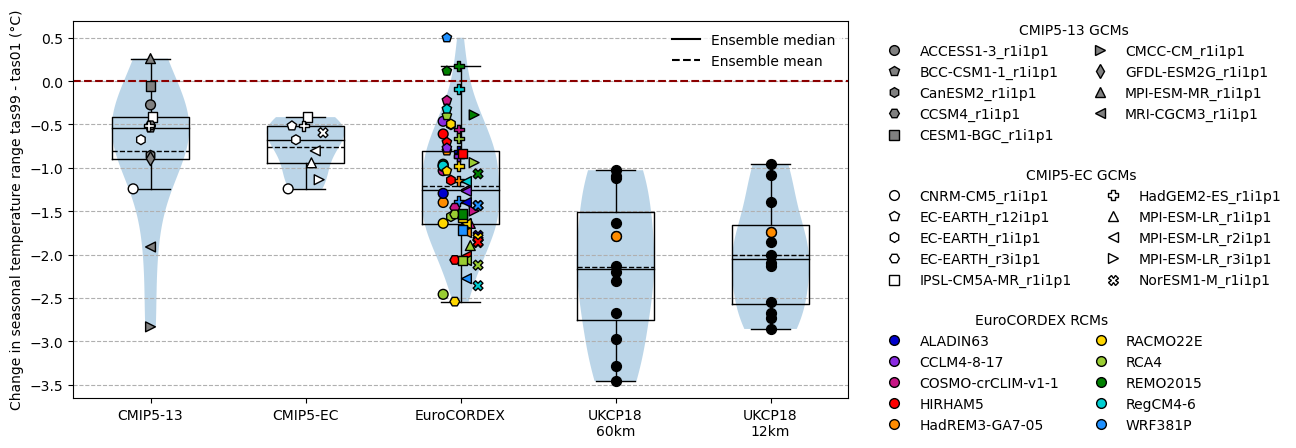 Change in seasonal temperature range tas99 - tas01 (°C)
0.5
0.0
−0.5
−1.0
−1.5
−2.0
−2.5
−3.0
−3.5
Ensemble median
Ensemble mean
CMIP5-13
CMIP5-EC
EuroCORDEX
UKCP18
60km
UKCP18
12km
CMIP5-13 GCMs
ACCESS1-3_r1i1p1
BCC-CSM1-1_r1i1p1
CanESM2_r1i1p1
CCSM4_r1i1p1
CESM1-BGC_r1i1p1
CMCC-CM_r1i1p1
GFDL-ESM2G_r1i1p1
MPI-ESM-MR_r1i1p1
MRI-CGCM3_r1i1p1
CMIP5-EC GCMs
CNRM-CM5_r1i1p1
EC-EARTH_r12i1p1
EC-EARTH_r1i1p1
EC-EARTH_r3i1p1
IPSL-CM5A-MR_r1i1p1
HadGEM2-ES_r1i1p1
MPI-ESM-LR_r1i1p1
MPI-ESM-LR_r2i1p1
MPI-ESM-LR_r3i1p1
NorESM1-M_r1i1p1
EuroCORDEX RCMs
ALADIN63
CCLM4-8-17
COSMO-crCLIM-v1-1
HIRHAM5
HadREM3-GA7-05
RACMO22E
RCA4
REMO2015
RegCM4-6
WRF381P